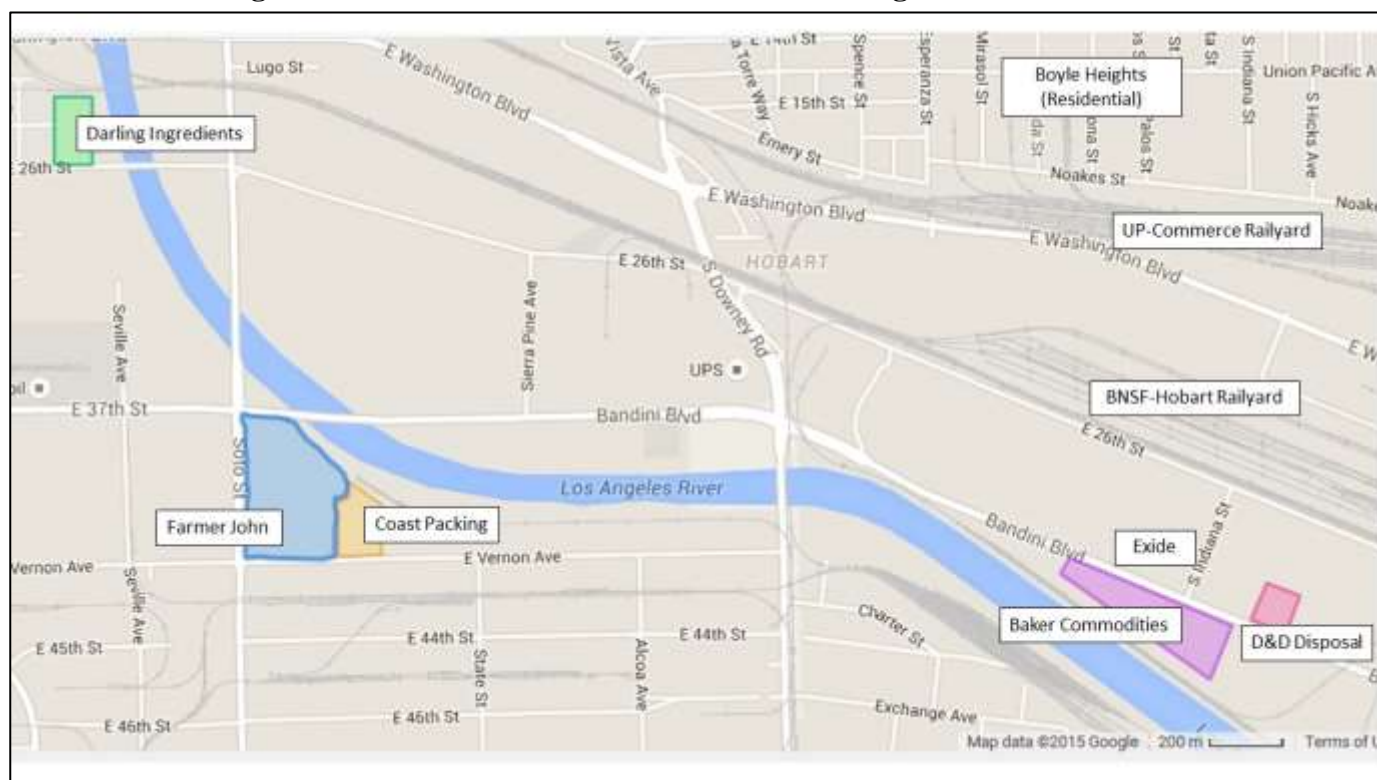 Lugo St
E Washington Blvd
Vista Ave
a Torre Way
E 14th St
E 15th St
Spence St
Esperanza St
Mirasol St
Boyle Heights
(Residential)
S Indiana St
Union Pacific A
S Hicks Ave
Darling Ingredients
E 26th St
Emery St
Noakes St
Noake
E Washington Blvd
UP-Commerce Railyard
E Washington Blvd
E 26th St
HOBART
S Downey Rd
Sierra Pine Ave
Seville Ave
UPS
E W
BNSF-Hobart Railyard
E 37th St
Bandini Blvd
E 26th St
Soto St
Los Angeles River
Farmer John
Coast Packing
Bandini Blvd
Exide
S Indiana St
Vernon Ave
E Vernon Ave
Seville Ave
Baker Commodities
D&D Disposal
Charter St
E 45th St
E 44th St
State St
Alcoa Ave
E 44th St
E 46th St
E 46th St
Exchange Ave
Map data ©2015 Google
200 m
Terms of U